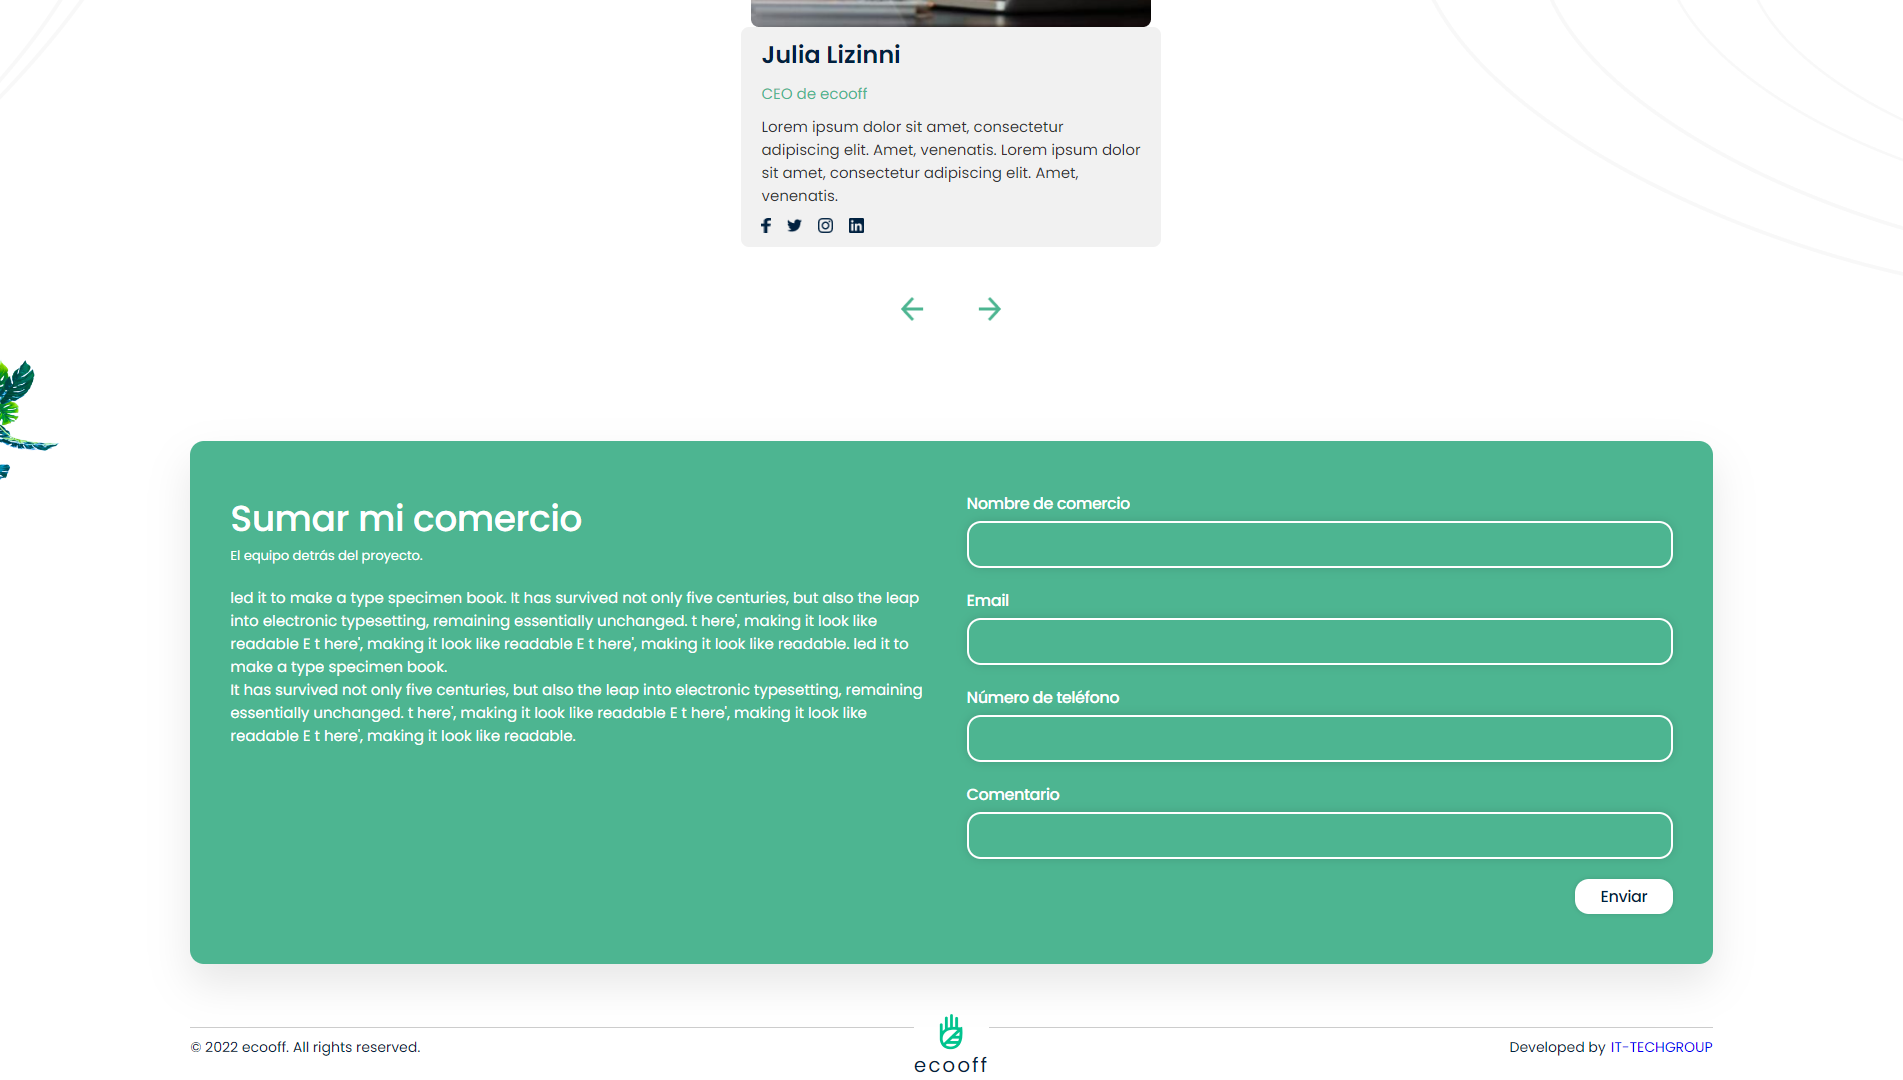 Julia Lizinni
CEO de ecooff
Lorem ipsum dolor sit amet, consectetur
adipiscing elit. Amet, venenatis. Lorem ipsum dolor
sit amet, consectetur adipiscing elit. Amet,
venenatis.
Sumar mi comercio
El equipo detrás del proyecto.
led it to make a type specimen book. It has survived not only five centuries, but also the leap
into electronic typesetting, remaining essentially unchanged. t here', making it look like
readable E t here', making it look like readable E t here', making it look like readable. led it to
make a type specimen book.
It has survived not only five centuries, but also the leap into electronic typesetting, remaining
essentially unchanged. t here', making it look like readable E t here', making it look like
readable E t here', making it look like readable.
Nombre de comercio
Email
Número de teléfono
Comentario
Enviar
© 2022 ecooff. All rights reserved.
ecooff
Developed by IT-TECHGROUP